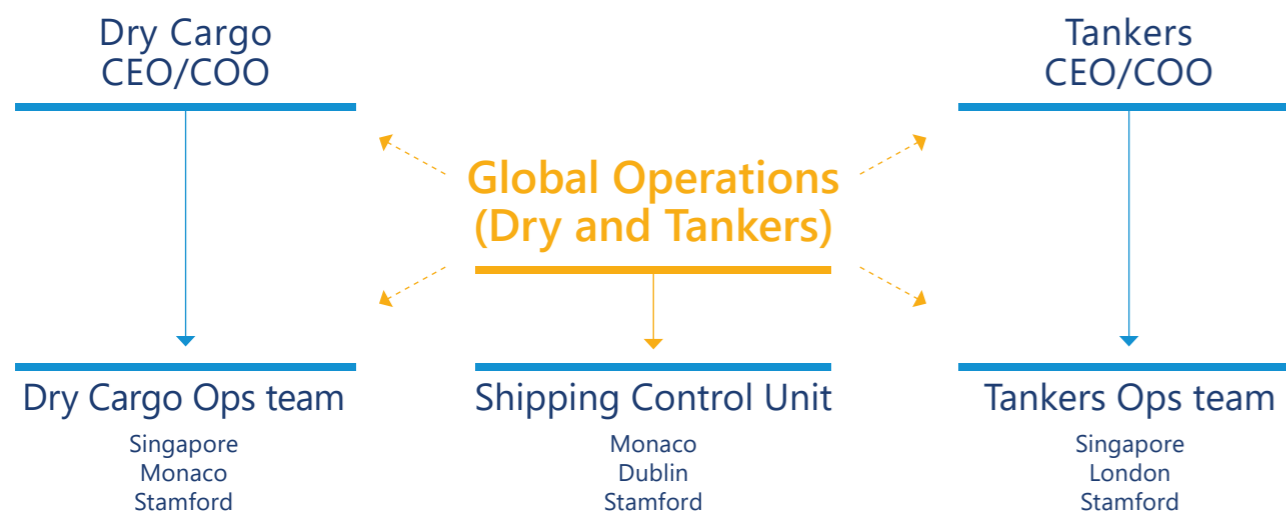 Dry Cargo
CEO/COO
Tankers
CEO/COO
Global Operations
(Dry and Tankers)
Dry Cargo Ops team
Singapore
Monaco
Stamford
Shipping Control Unit
Monaco
Dublin
Stamford
Tankers Ops team
Singapore
London
Stamford